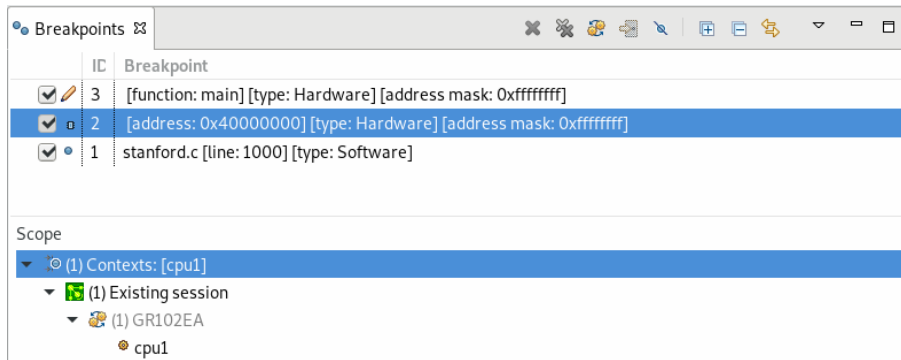 Breakpoints
ID Breakpoint
3 [function: main] [type: Hardware] [address mask: 0xffffffff]
2 [address: 0x40000000] [type: Hardware] [address mask: 0xffffffff]
1 stanford.c [line: 1000] [type: Software]
Scope
(1) Contexts: [cpu1]
(1) Existing session
(1) GR102EA
cpu1